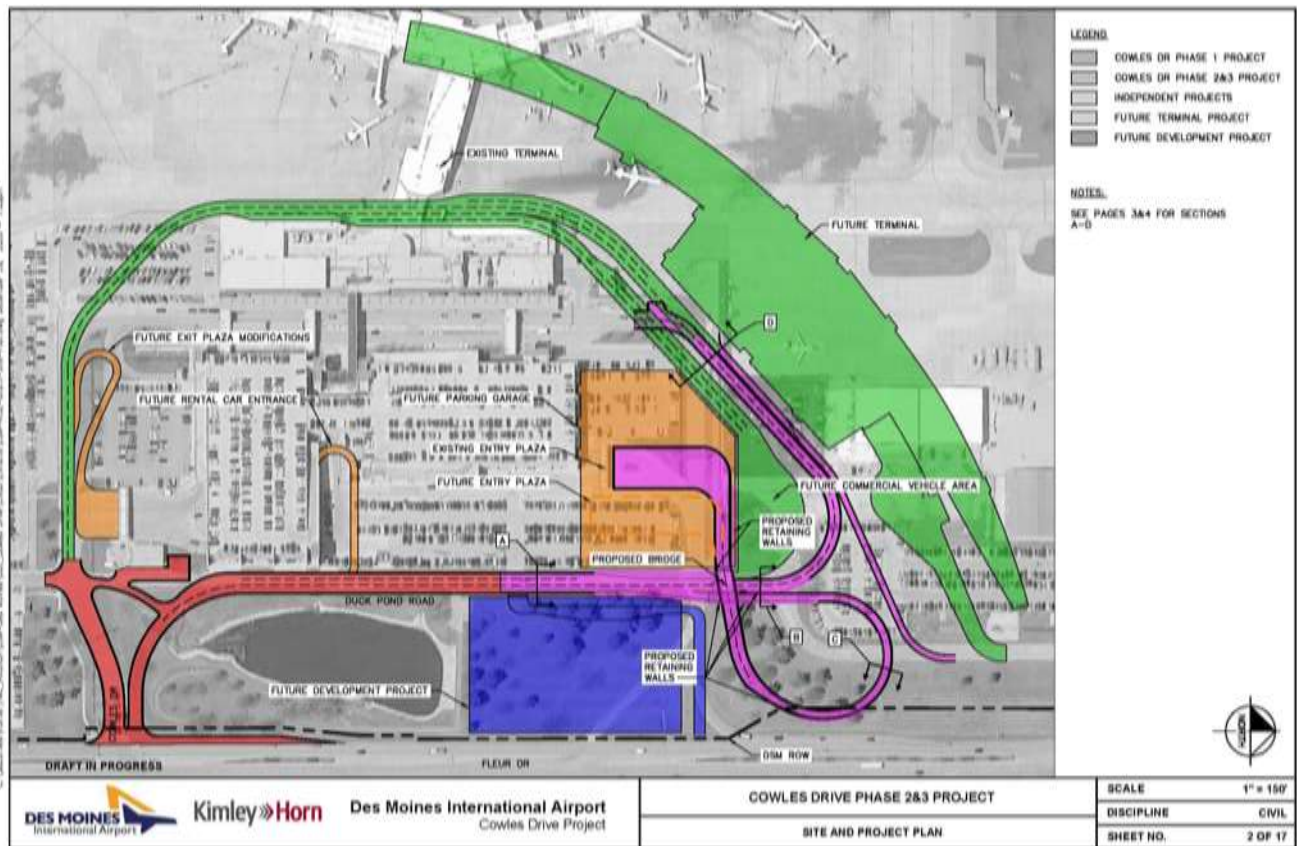 LEGEND
COWLES DR PHASE 1 PROJECT
COWLES DR PHASE 2&3 PROJECT
INDEPENDENT PROJECTS
FUTURE TERMINAL PROJECT
FUTURE DEVELOPMENT PROJECT
NOTES:
SEE PAGES 3&4 FOR SECTIONS
A-D
EXISTING TERMINAL
FUTURE TERMINAL
D
FUTURE EXIT PLAZA MODIFICATIONS
FUTURE RENTAL CAR ENTRANCE
FUTURE PARKING GARAGE
EXISTING ENTRY PLAZA
FUTURE ENTRY PLAZA
FUTURE COMMERCIAL VEHICLE AREA
PROPOSED
RETAINING
WALLS
A
PROPOSED BRIDGE
DUCK POND ROAD
B
C
PROPOSED
RETAINING
WALLS
FUTURE DEVELOPMENT PROJECT
COWLES DR
DSM ROW
FLEUR DR
DRAFT IN PROGRESS
NORTH
DES MOINES
International Airport
Kimley»Horn
Des Moines International Airport
Cowles Drive Project
COWLES DRIVE PHASE 2&3 PROJECT
SITE AND PROJECT PLAN
SCALE 1" = 150'
DISCIPLINE CIVIL
SHEET NO. 2 OF 17